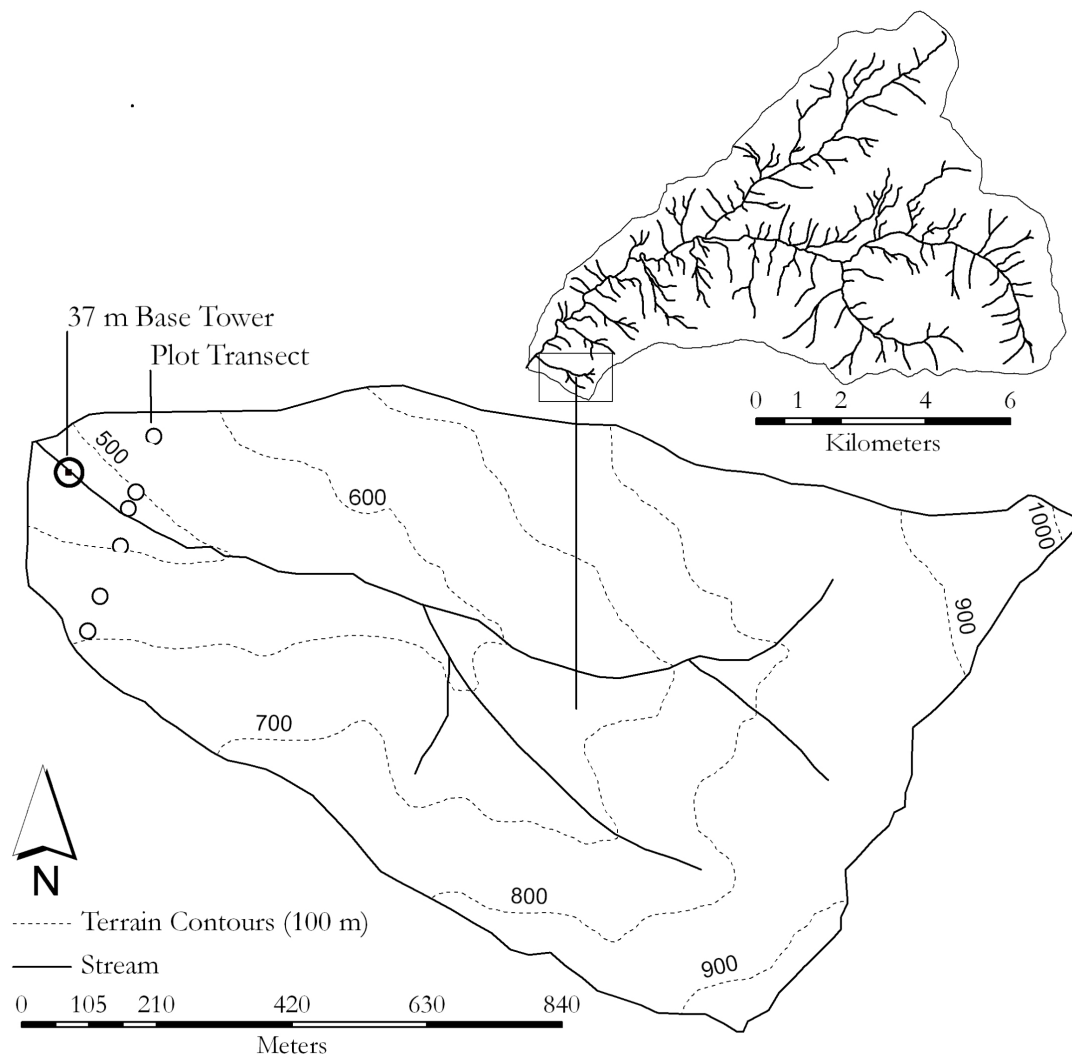 37 m Base Tower
Plot Transect
0 1 2 4 6
Kilometers
500
600
1000
900
700
800
900
N
Terrain Contours (100 m)
Stream
0 105 210 420 630 840
Meters